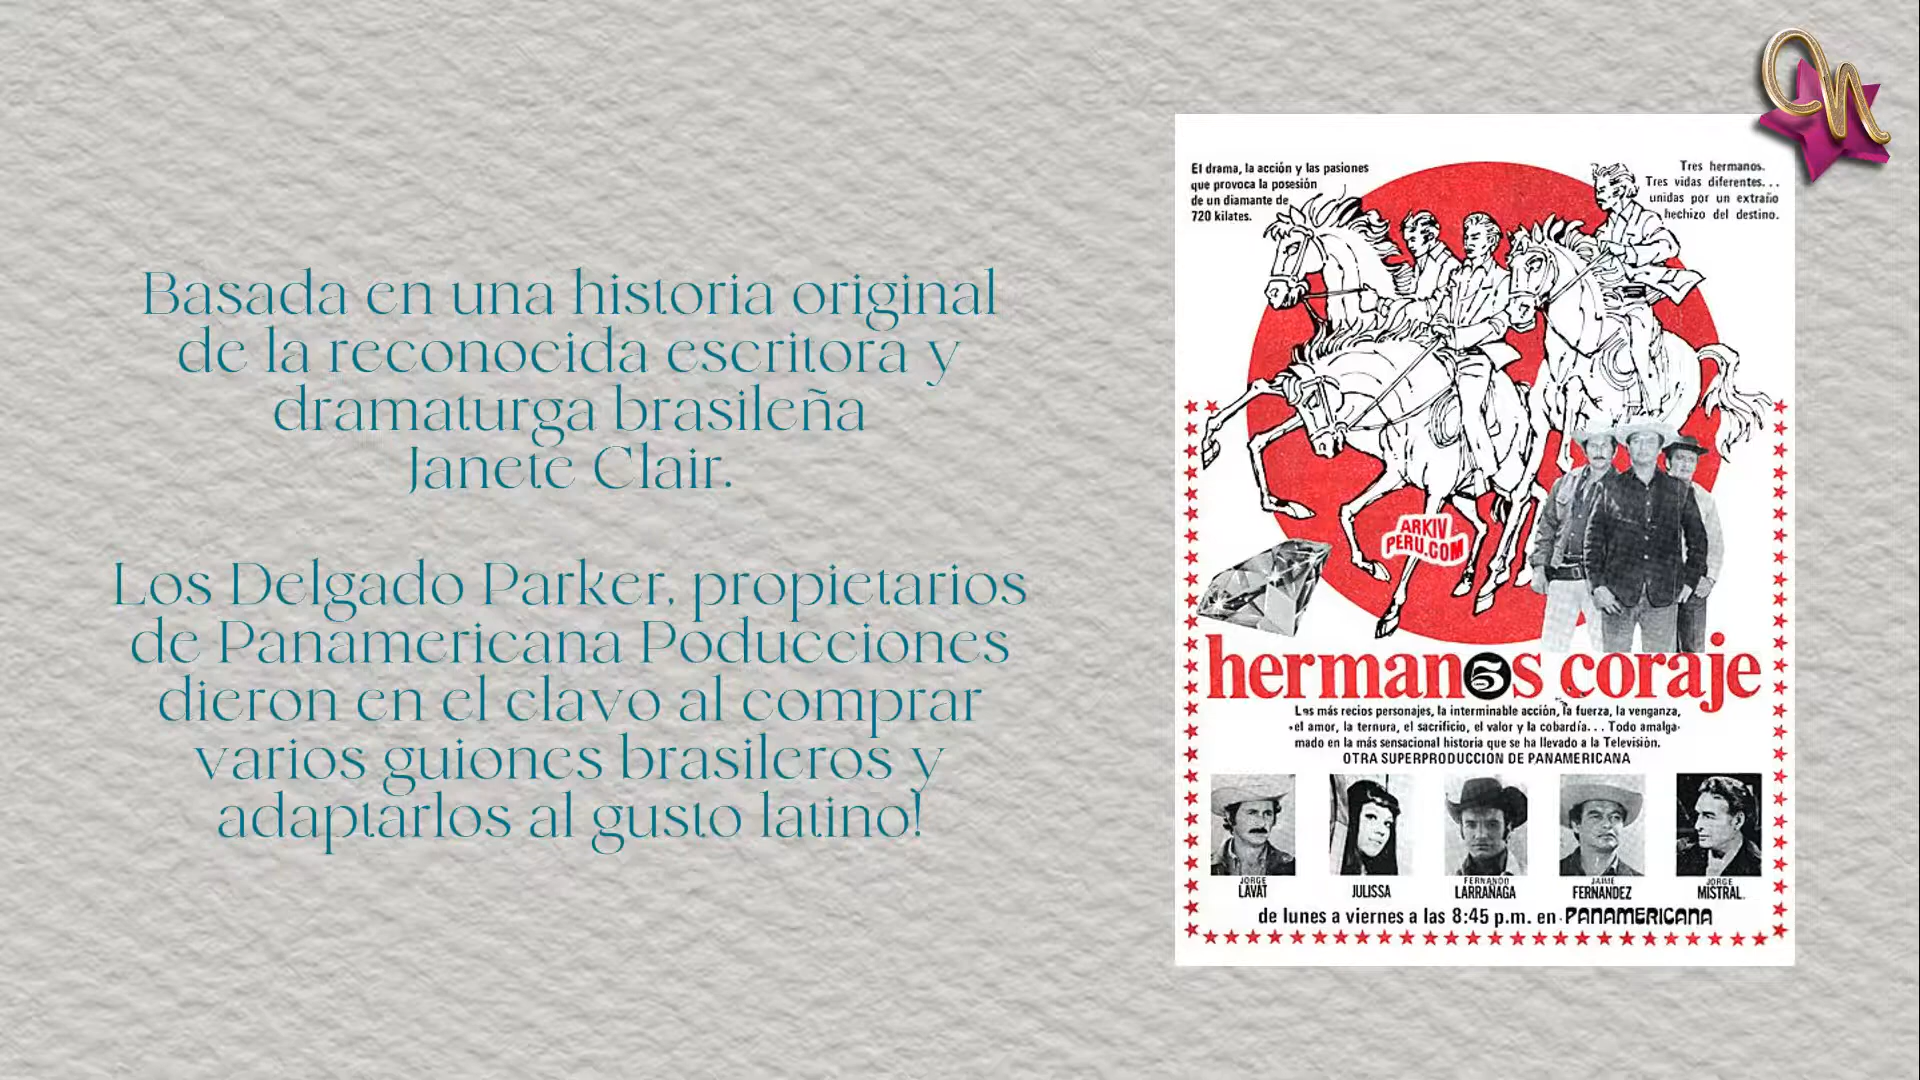 Basada en una historia original
de la reconocida escritora y
dramaturga brasileña
Janete Clair.
Los Delgado Parker, propietarios
de Panamericana Poducciones
dieron en el clavo al comprar
varios guiones brasileros y
adaptarlos al gusto latino!
El drama, la acción y las pasiones
que provoca la posesión
de un diamante de
720 kilates.
Tres hermanos.
Tres vidas diferentes...
unidas por un extraño
hechizo del destino.
ARKIV
PERU.COM
hermanos coraje
5
Los más recios personajes, la interminable acción, la fuerza, la venganza,
el amor, la ternura, el sacrificio, el valor y la cobardía... Todo amalga-
mado en la más sensacional historia que se ha llevado a la Televisión.
OTRA SUPERPRODUCCION DE PANAMERICANA
JORGE
LAVAT
JULISSA
FERNANDO
LARRAÑAGA
JAIME
FERNANDEZ
JORGE
MISTRAL.
de lunes a viernes a las 8:45 p.m. en PANAMERICANA